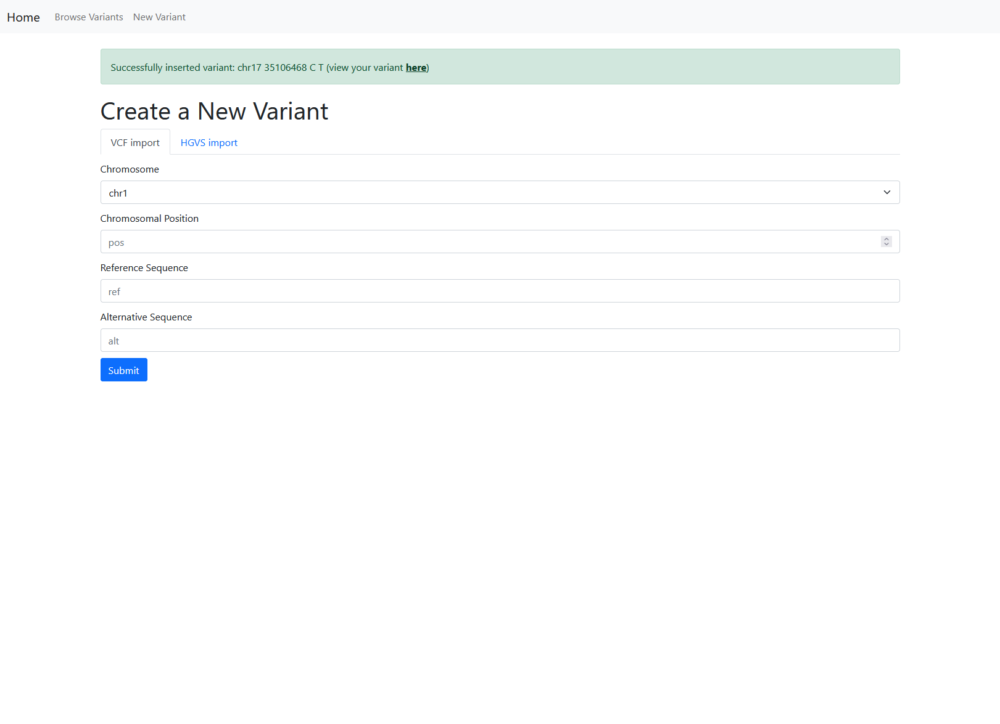 Home Browse Variants New Variant
Successfully inserted variant: chr17 35106468 C T (view your variant here)
Create a New Variant
VCF import HGVS import
Chromosome
chr1
Chromosomal Position
pos
Reference Sequence
ref
Alternative Sequence
alt
Submit